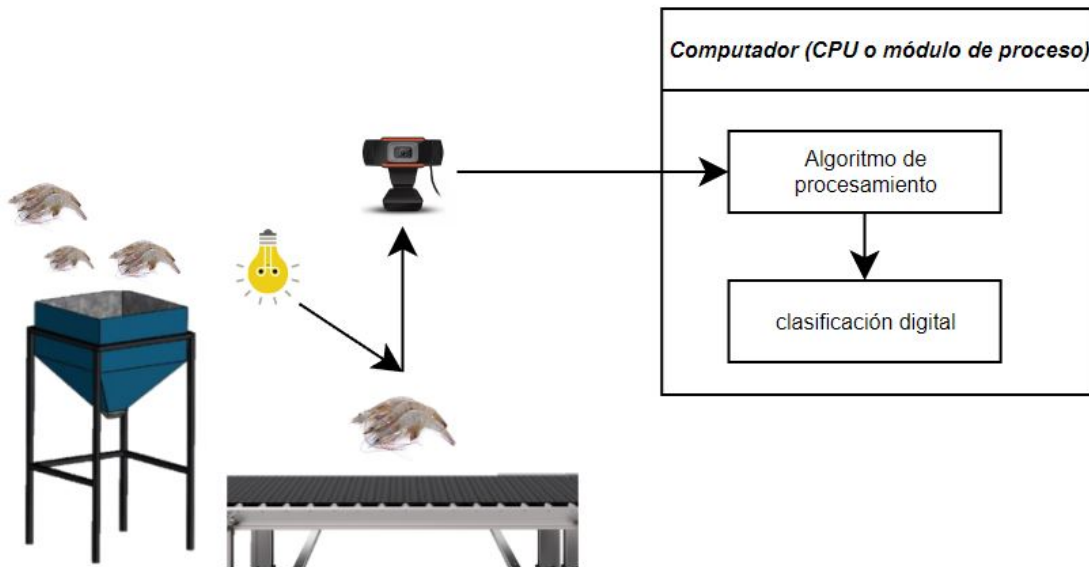 Computador (CPU o módulo de proceso)
Algoritmo de
procesamiento
clasificación digital